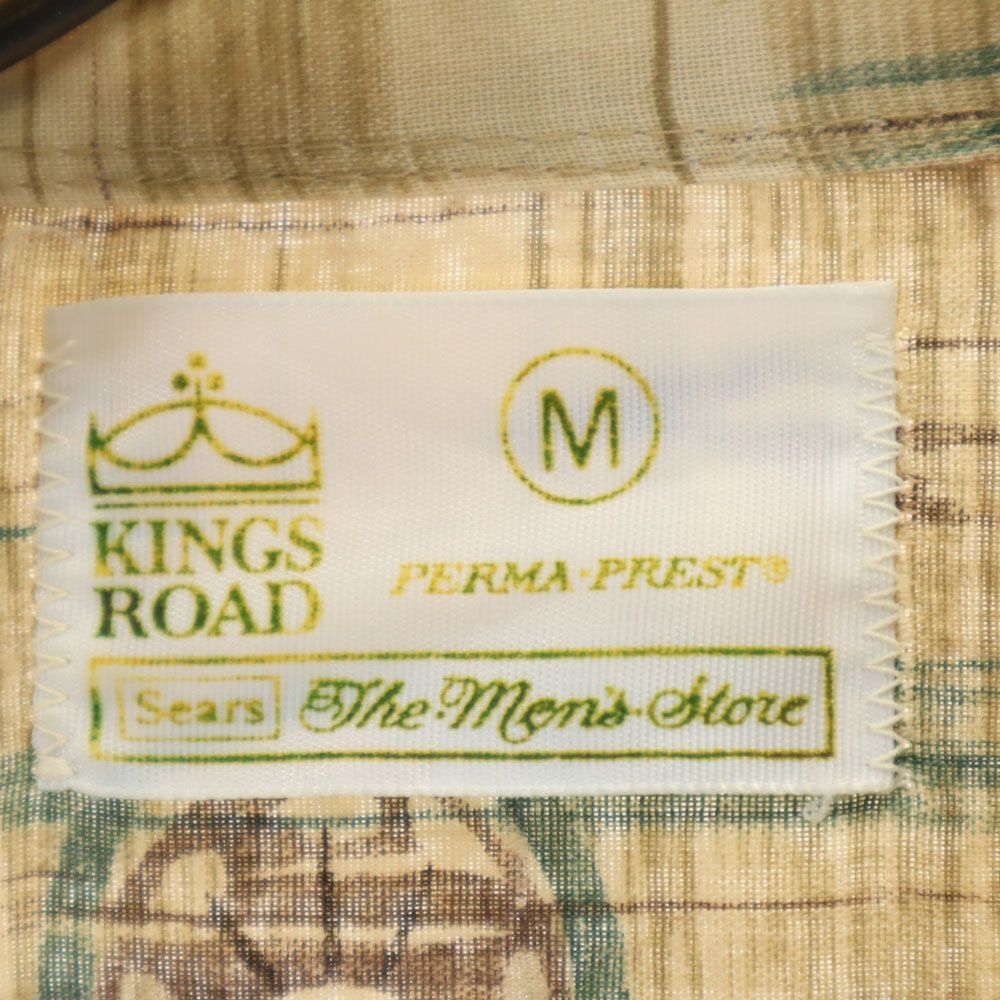 M
KINGS
ROAD
PERMA-PREST®
Sears The Men's Store